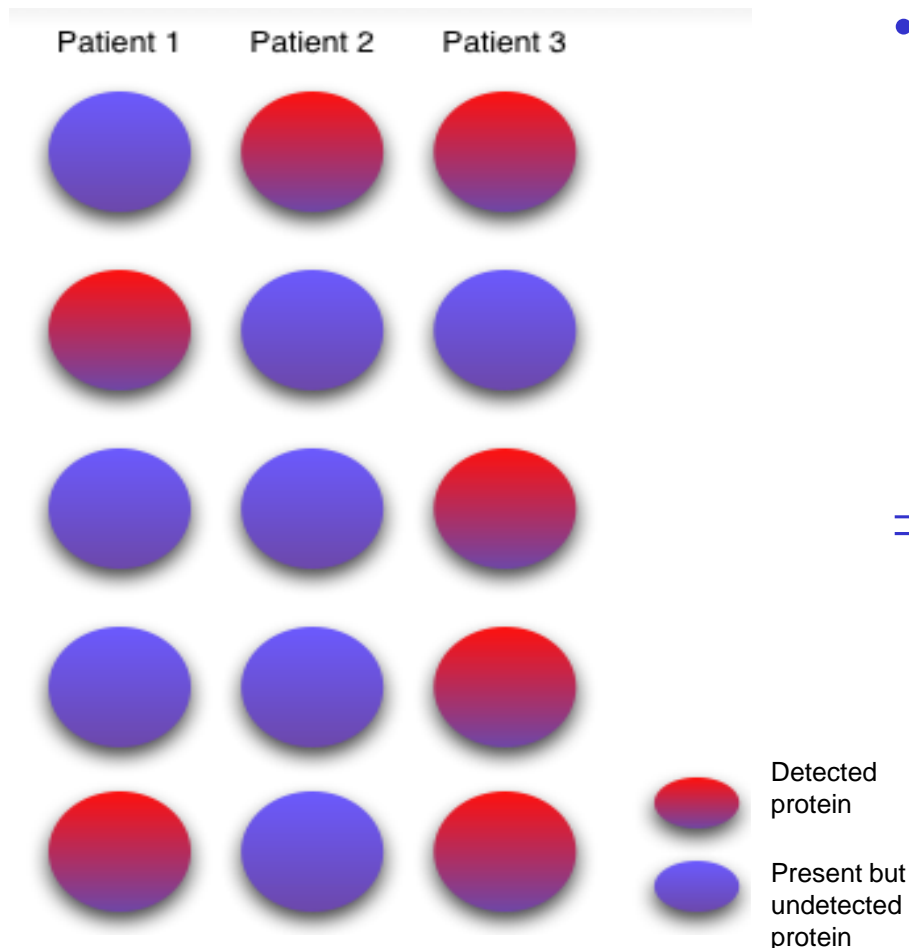 Patient 1 Patient 2 Patient 3
Detected
protein
Present but
undetected
protein